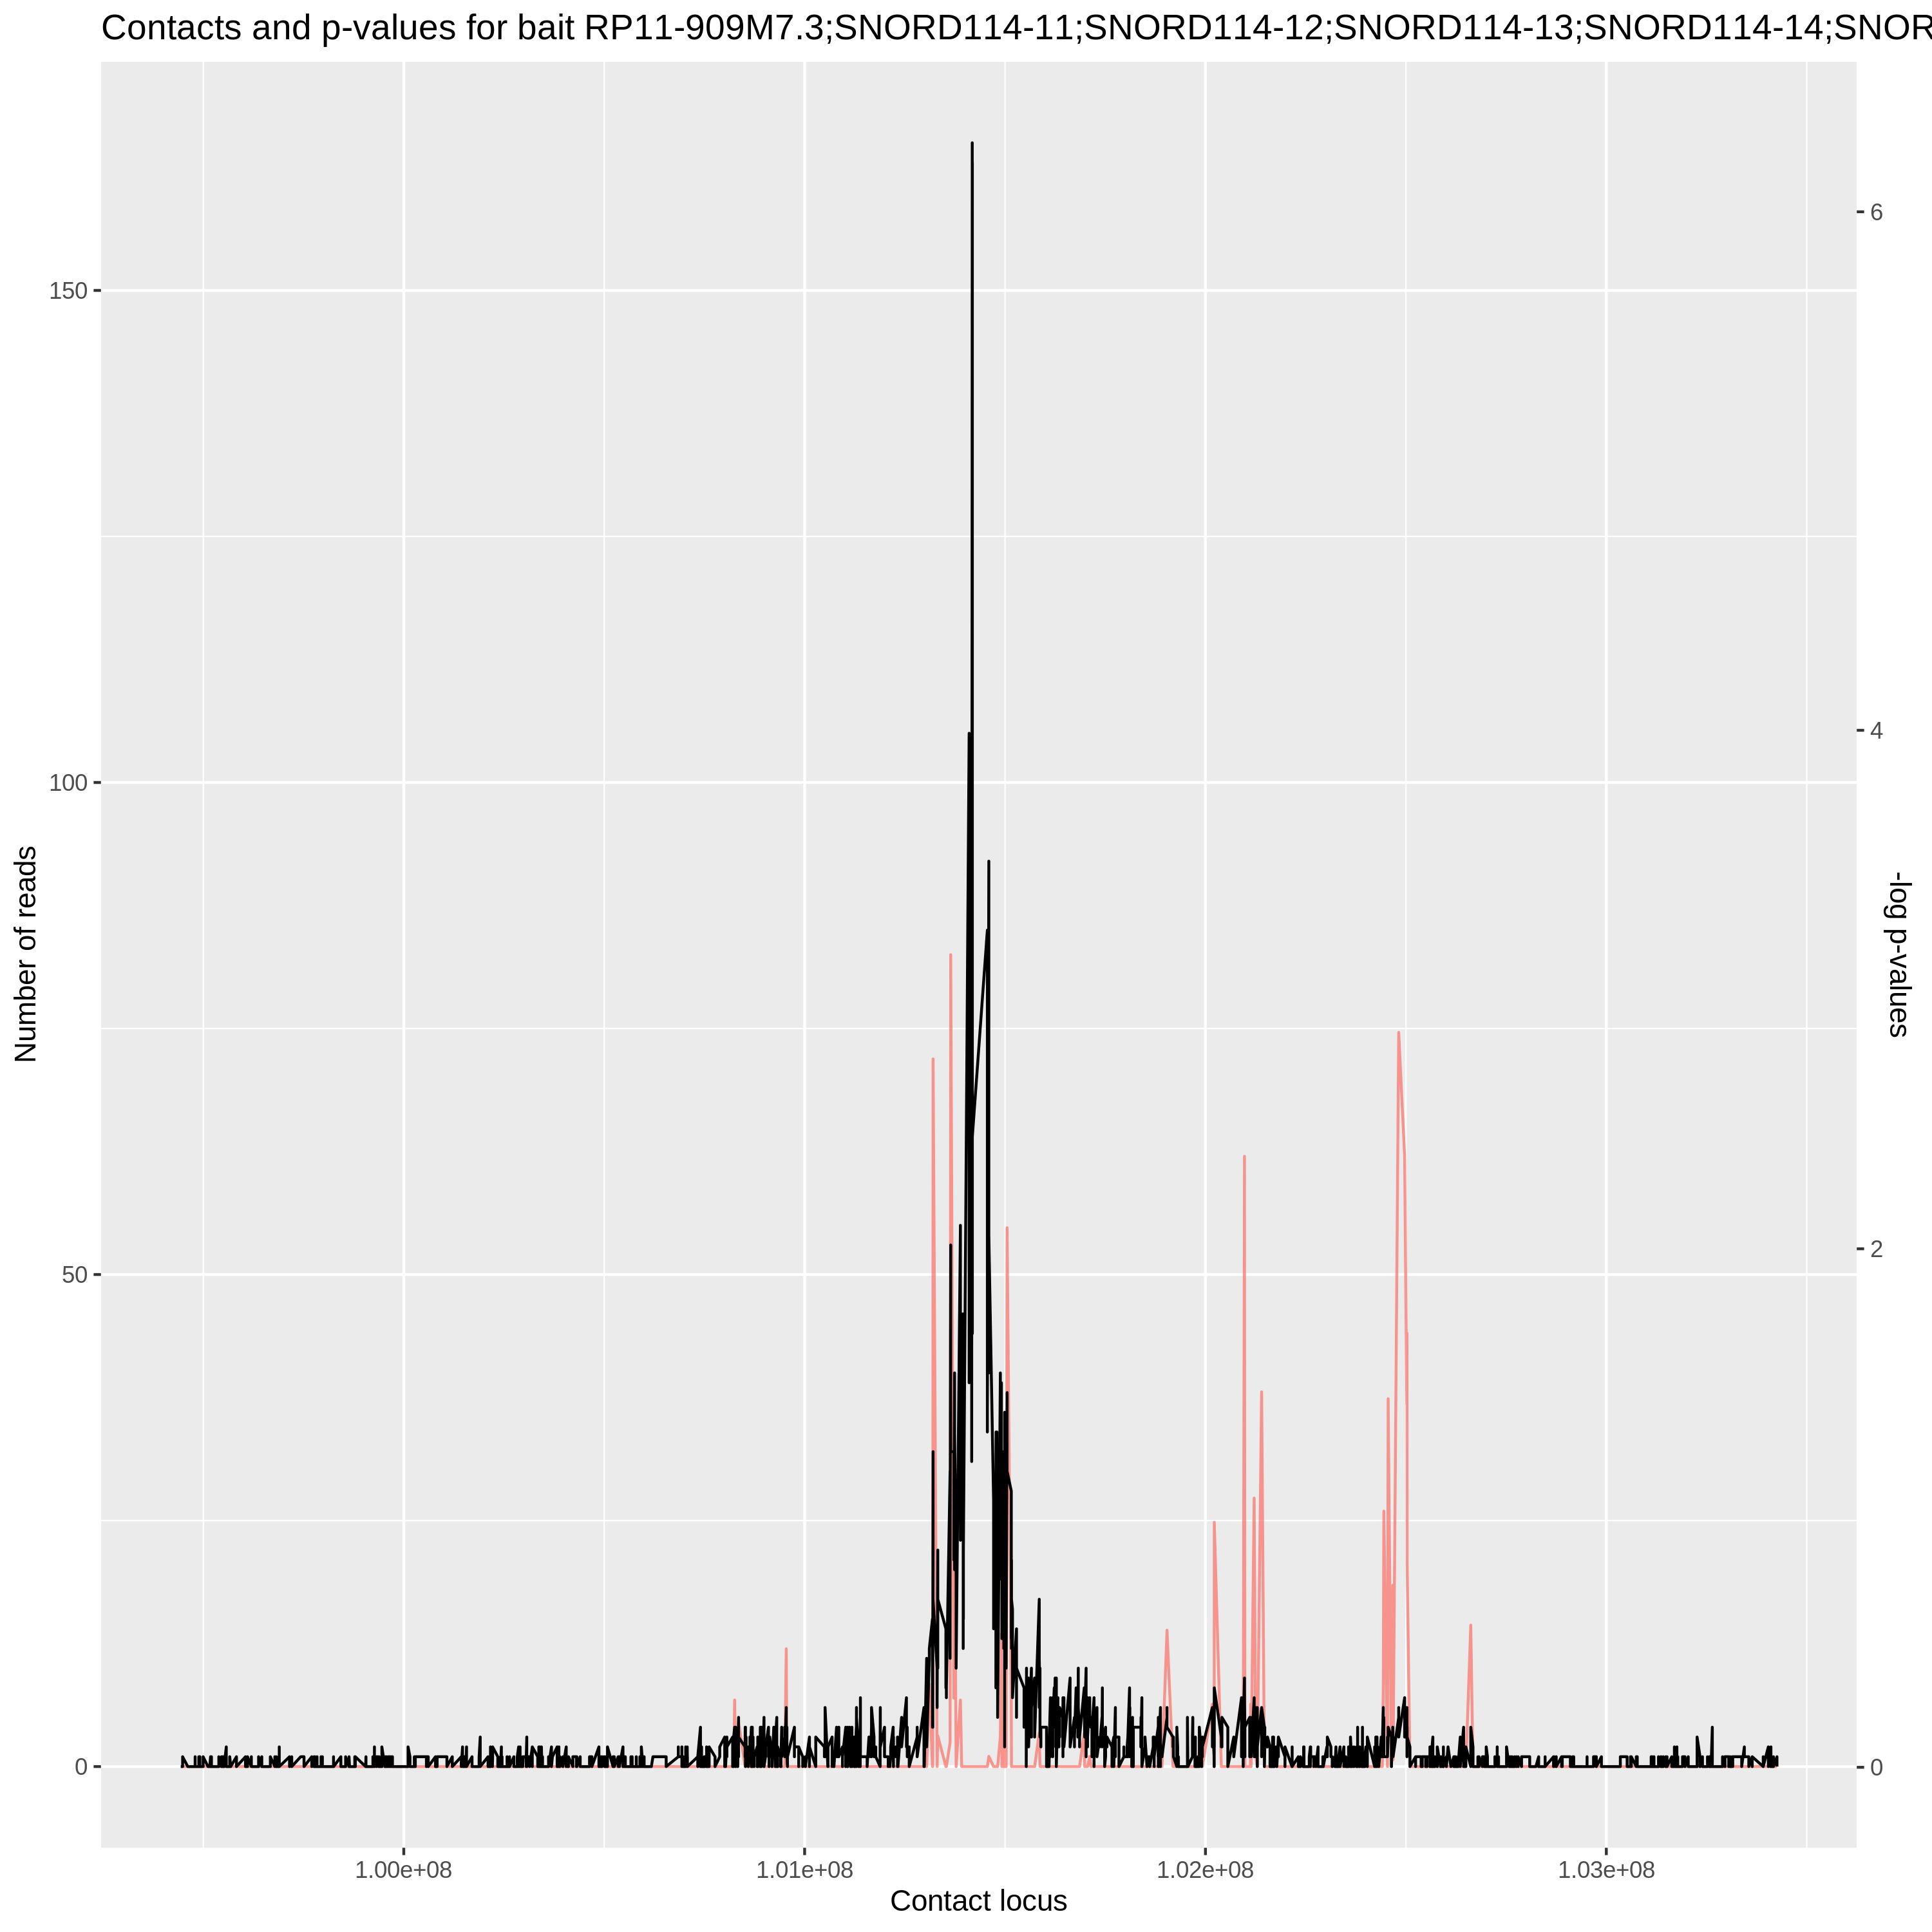 Contacts and p-values for bait RP11-909M7.3;SNORD114-11;SNORD114-12;SNORD114-13;SNORD114-14;SNOR
150
100
50
0
6
4
2
0
Number of reads
-log p-values
1.00e+08
1.01e+08
1.02e+08
1.03e+08
Contact locus